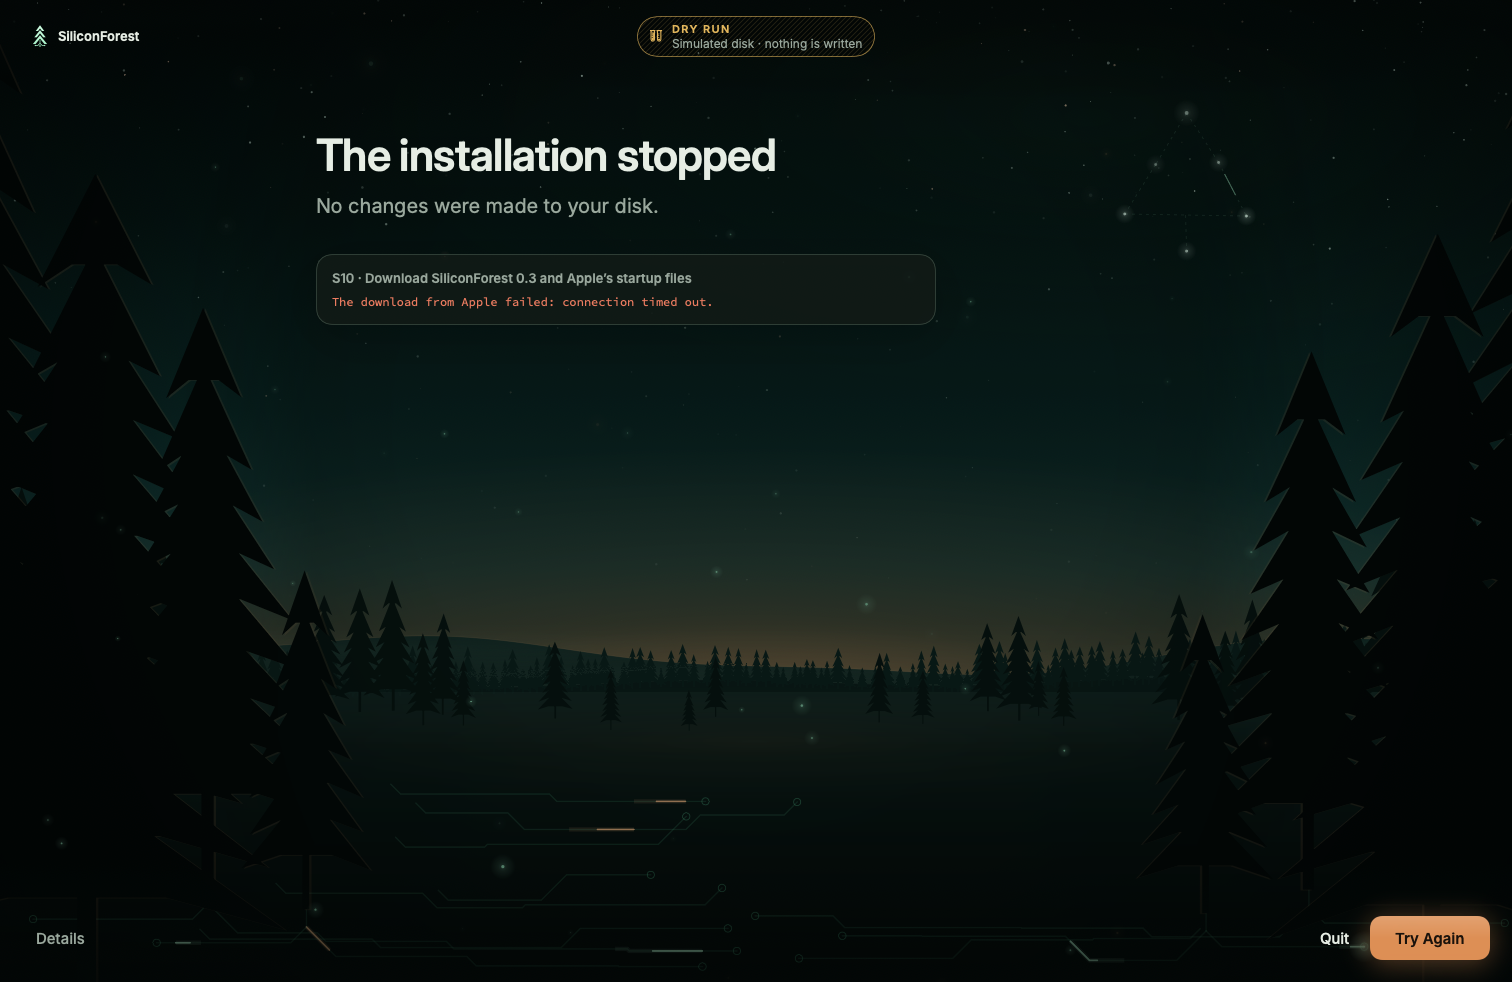 SiliconForest
DRY RUN
Simulated disk · nothing is written
The installation stopped
No changes were made to your disk.
S10 · Download SiliconForest 0.3 and Apple's startup files
The download from Apple failed: connection timed out.
Details
Quit
Try Again